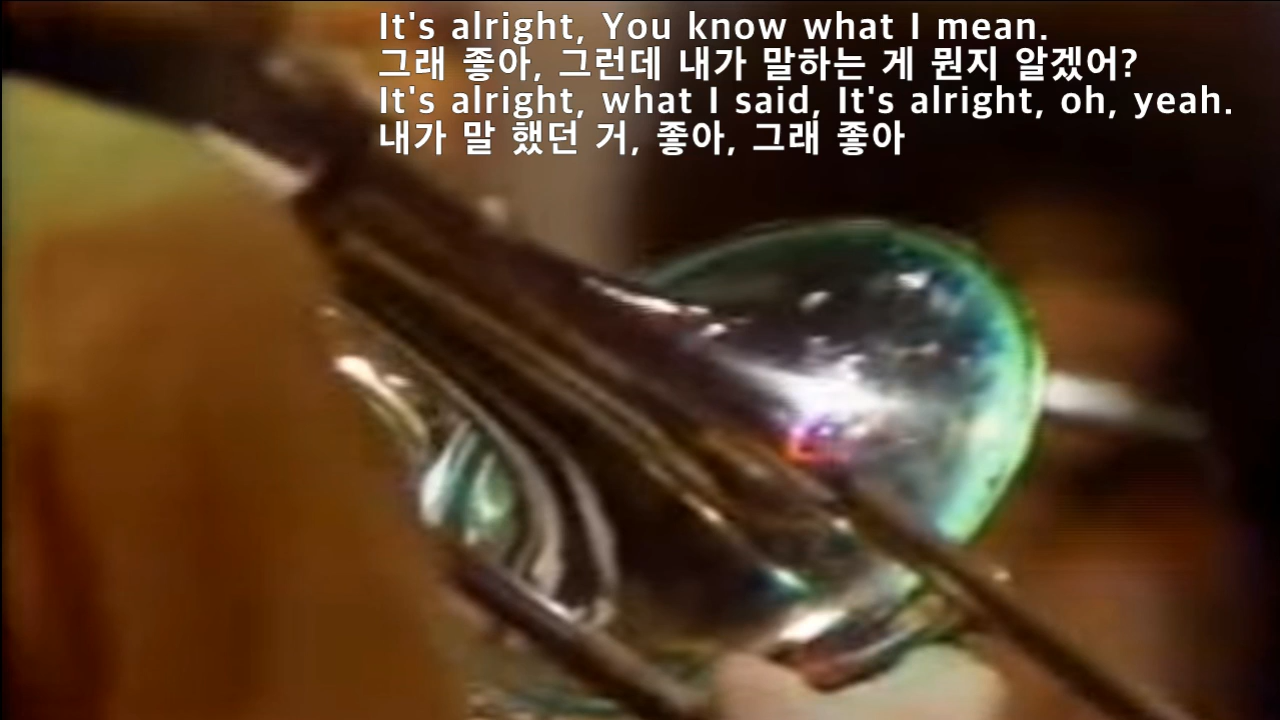 It's alright, You know what I mean.
그래 좋아, 그런데 내가 말하는 게 뭔지 알겠어?
It's alright, what I said, It's alright, oh, yeah.
내가 말 했던 거, 좋아, 그래 좋아